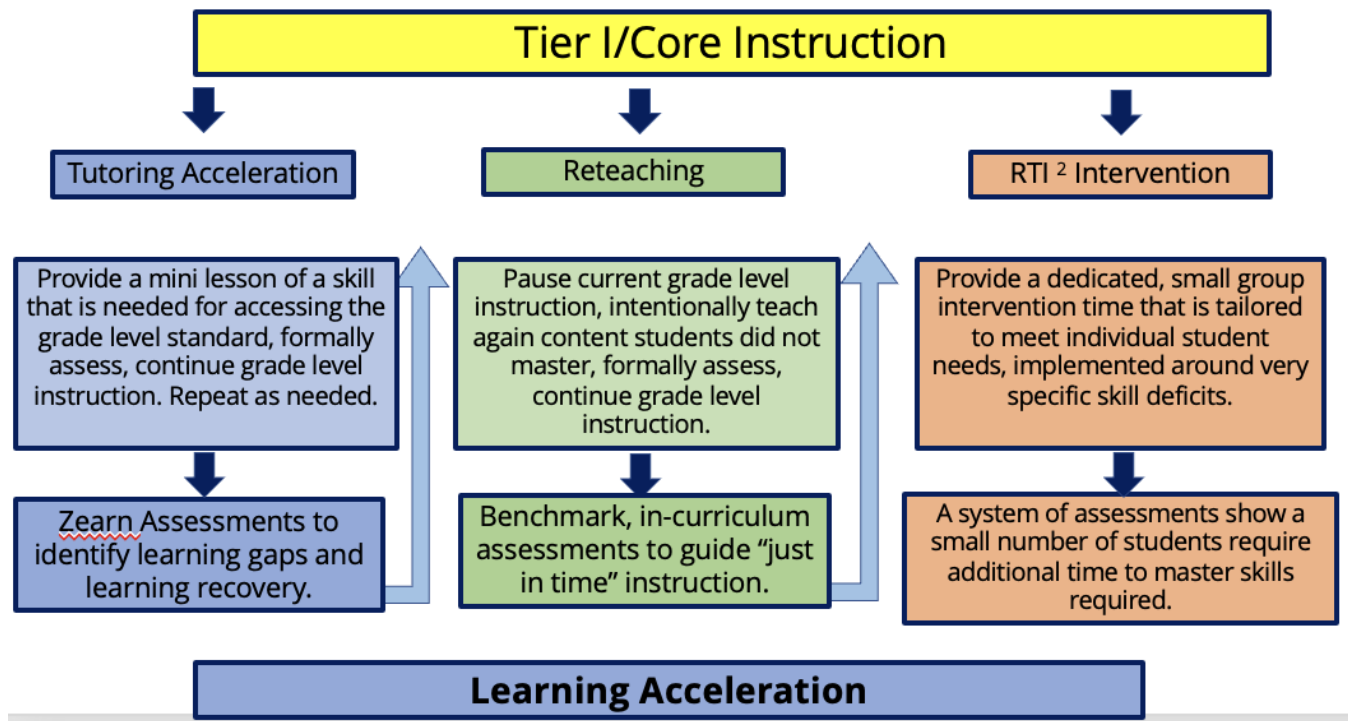 Tier I/Core Instruction
Tutoring Acceleration
Reteaching
RTI ² Intervention
Provide a mini lesson of a skill
that is needed for accessing the
grade level standard, formally
assess, continue grade level
instruction. Repeat as needed.
Pause current grade level
instruction, intentionally teach
again content students did not
master, formally assess,
continue grade level
instruction.
Provide a dedicated, small group
intervention time that is tailored
to meet individual student
needs, implemented around very
specific skill deficits.
Zearn Assessments to
identify learning gaps and
learning recovery.
Benchmark, in-curriculum
assessments to guide “just
in time” instruction.
A system of assessments show a
small number of students require
additional time to master skills
required.
Learning Acceleration